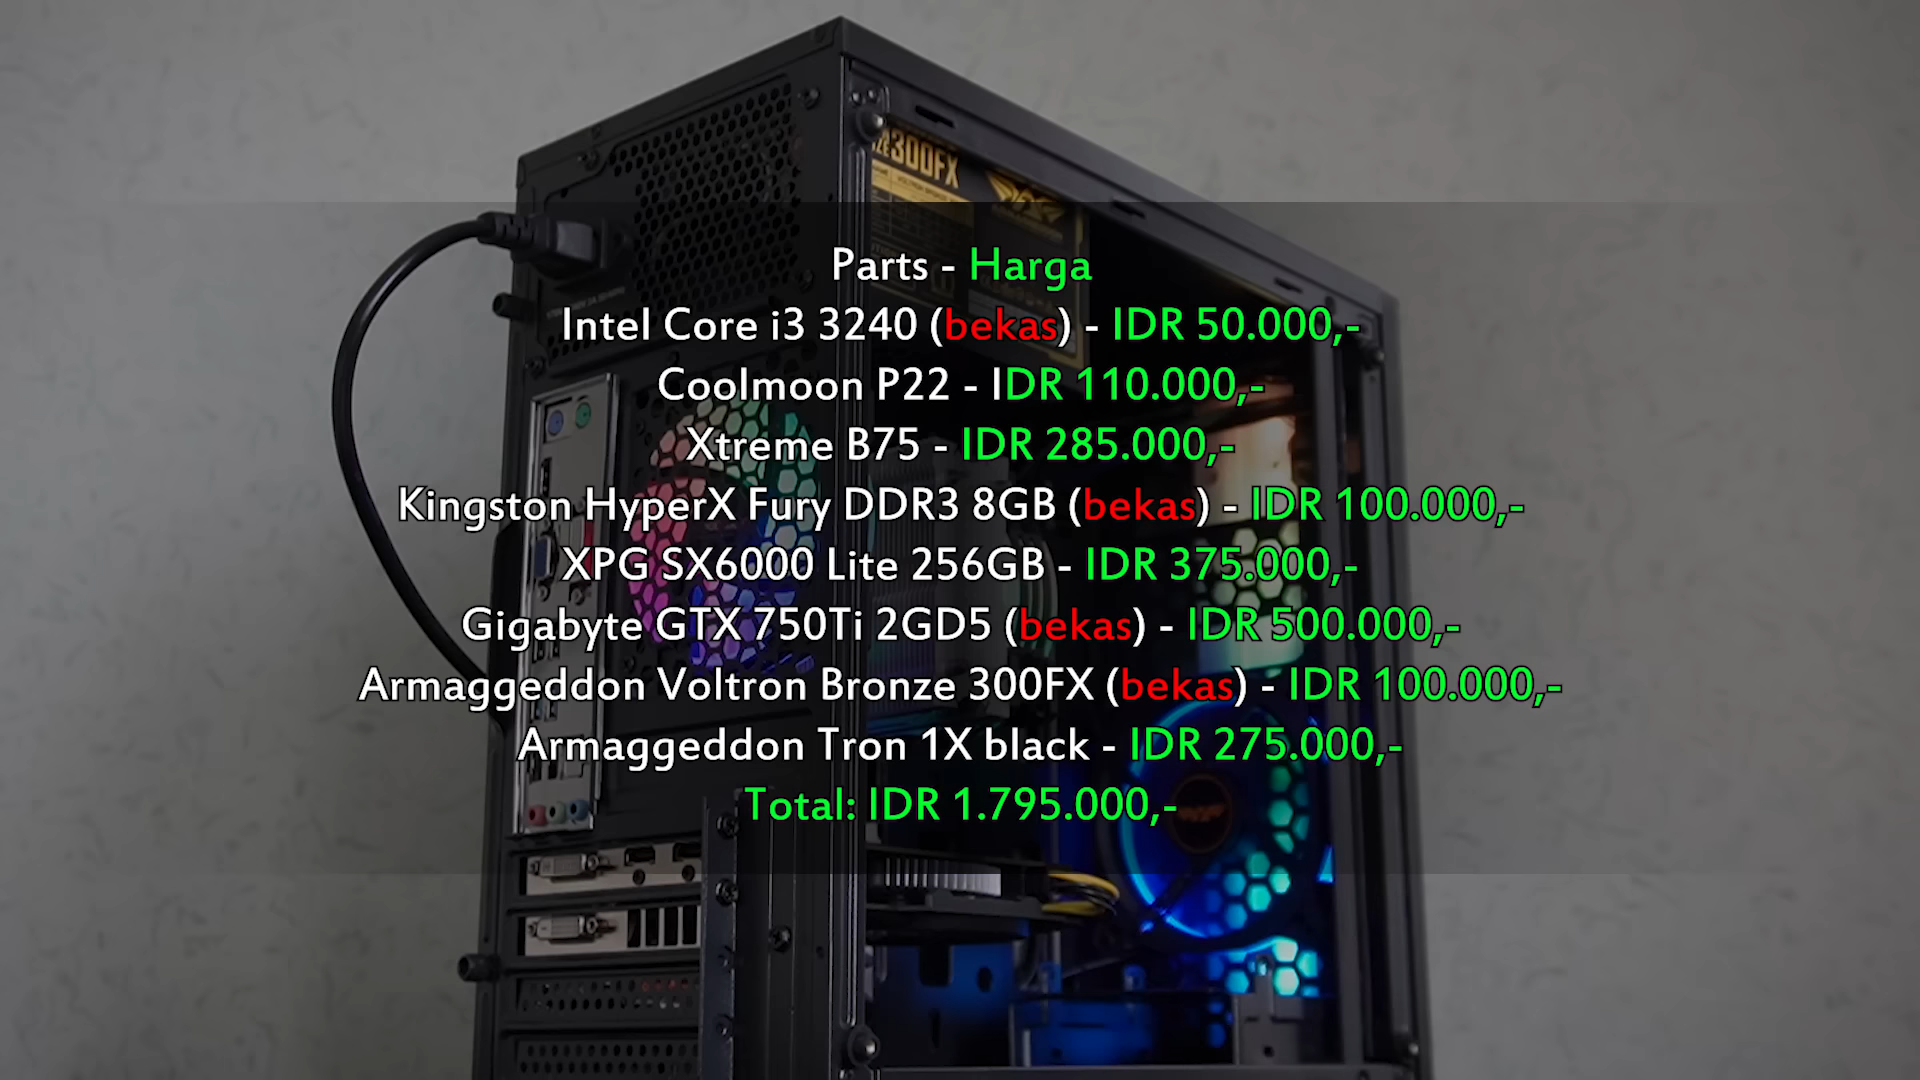 300FX
Parts - Harga
Intel Core i3 3240 (bekas) - IDR 50.000,-
Coolmoon P22 - IDR 110.000,-
Xtreme B75 - IDR 285.000,-
Kingston HyperX Fury DDR3 8GB (bekas) - IDR 100.000,-
XPG SX6000 Lite 256GB - IDR 375.000,-
Gigabyte GTX 750Ti 2GD5 (bekas) - IDR 500.000,-
Armaggeddon Voltron Bronze 300FX (bekas) - IDR 100.000,-
Armaggeddon Tron 1X black - IDR 275.000,-
Total: IDR 1.795.000,-